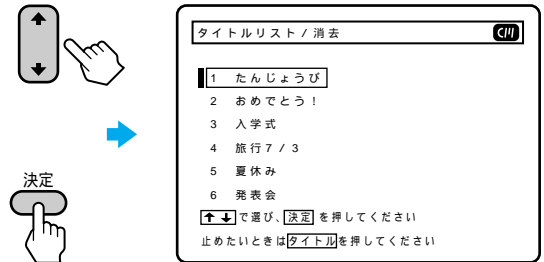 タイトルリスト / 消去 CIII
1 たんじょうび
2 おめでとう！
3 入学式
4 旅行７/３
5 夏休み
6 発表会
↑↓で選び、決定 を押してください
止めたいときはタイトルを押してください
決定